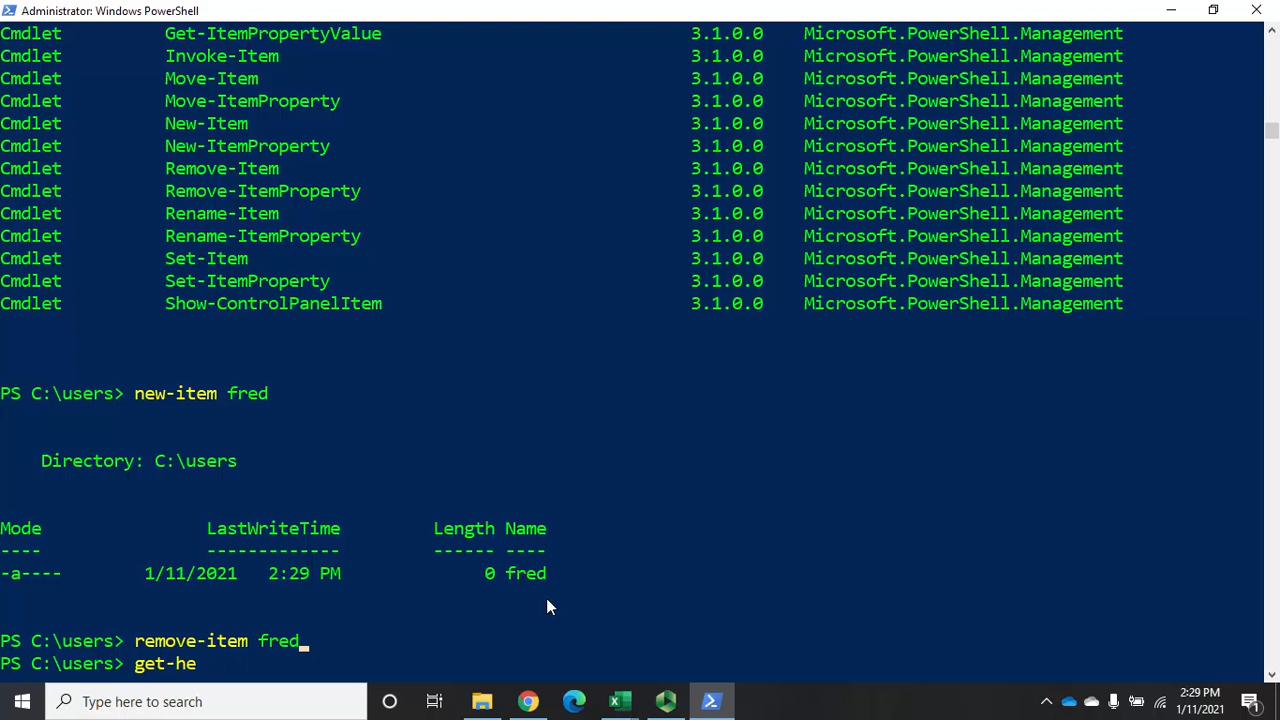 Administrator: Windows PowerShell
Cmdlet Get-ItemPropertyValue 3.1.0.0 Microsoft.PowerShell.Management
Cmdlet Invoke-Item 3.1.0.0 Microsoft.PowerShell.Management
Cmdlet Move-Item 3.1.0.0 Microsoft.PowerShell.Management
Cmdlet Move-ItemProperty 3.1.0.0 Microsoft.PowerShell.Management
Cmdlet New-Item 3.1.0.0 Microsoft.PowerShell.Management
Cmdlet New-ItemProperty 3.1.0.0 Microsoft.PowerShell.Management
Cmdlet Remove-Item 3.1.0.0 Microsoft.PowerShell.Management
Cmdlet Remove-ItemProperty 3.1.0.0 Microsoft.PowerShell.Management
Cmdlet Rename-Item 3.1.0.0 Microsoft.PowerShell.Management
Cmdlet Rename-ItemProperty 3.1.0.0 Microsoft.PowerShell.Management
Cmdlet Set-Item 3.1.0.0 Microsoft.PowerShell.Management
Cmdlet Set-ItemProperty 3.1.0.0 Microsoft.PowerShell.Management
Cmdlet Show-ControlPanelItem 3.1.0.0 Microsoft.PowerShell.Management
PS C:\users> new-item fred
Directory: C:\users
Mode LastWriteTime Length Name
---- ------------- ------ ----
-a---- 1/11/2021 2:29 PM 0 fred
PS C:\users> remove-item fred
PS C:\users> get-he
Type here to search
2:29 PM
1/11/2021
1